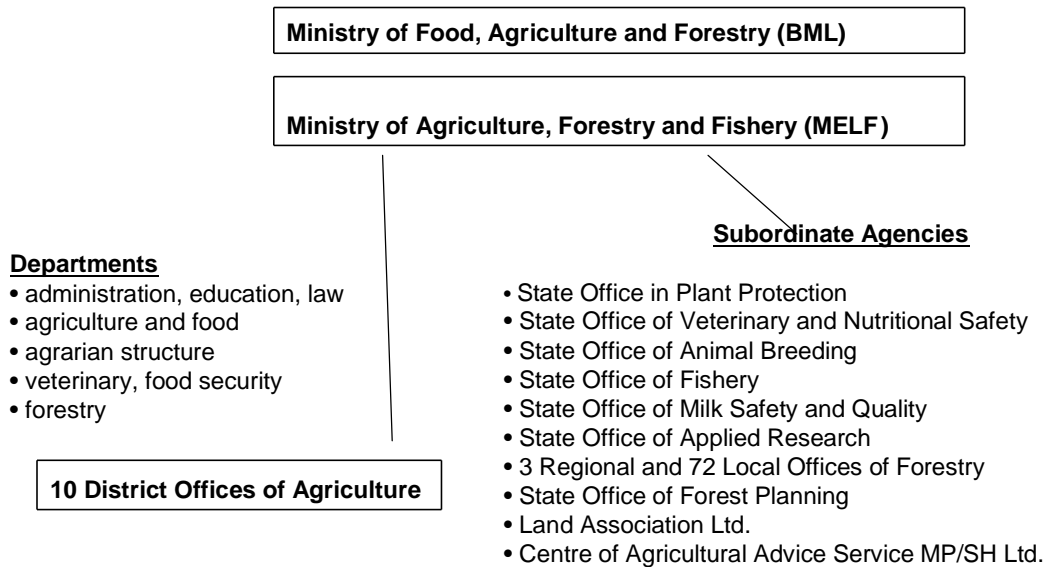 Ministry of Food, Agriculture and Forestry (BML)
Ministry of Agriculture, Forestry and Fishery (MELF)
Departments
• administration, education, law
• agriculture and food
• agrarian structure
• veterinary, food security
• forestry
10 District Offices of Agriculture
Subordinate Agencies
• State Office in Plant Protection
• State Office of Veterinary and Nutritional Safety
• State Office of Animal Breeding
• State Office of Fishery
• State Office of Milk Safety and Quality
• State Office of Applied Research
• 3 Regional and 72 Local Offices of Forestry
• State Office of Forest Planning
• Land Association Ltd.
• Centre of Agricultural Advice Service MP/SH Ltd.